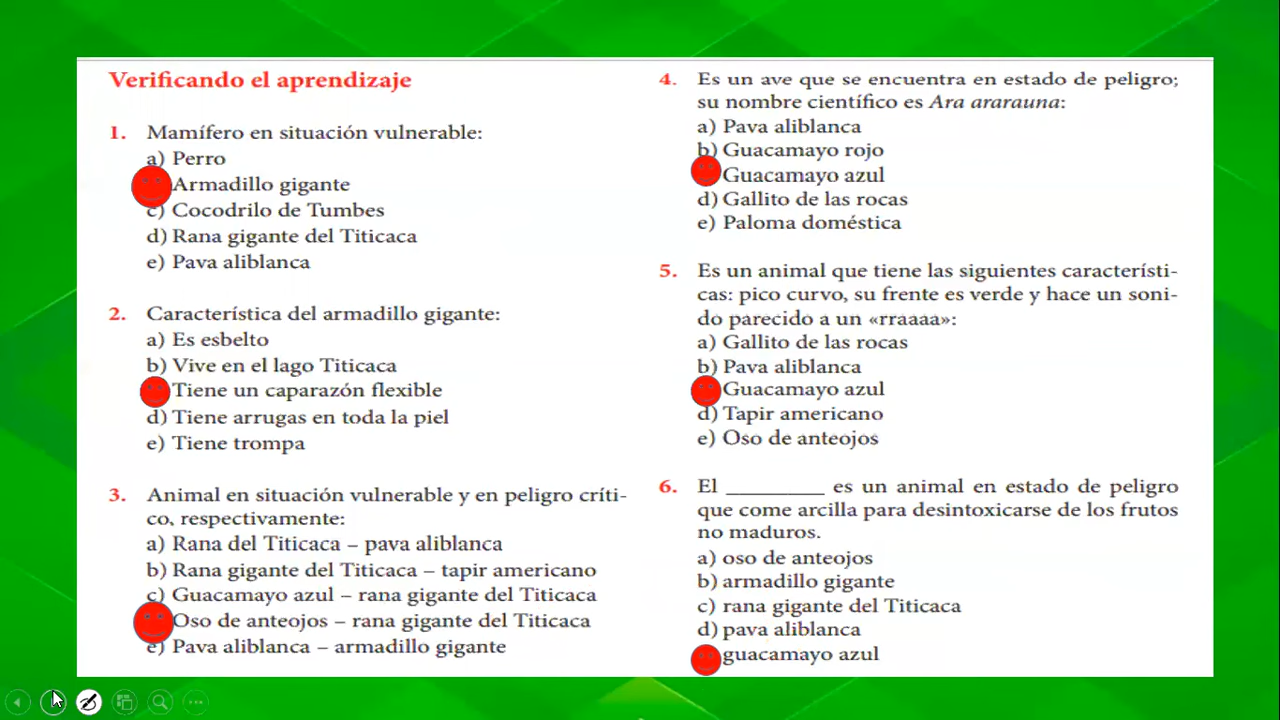 Verificando el aprendizaje
1. Mamífero en situación vulnerable:
a) Perro
Armadillo gigante
c) Cocodrilo de Tumbes
d) Rana gigante del Titicaca
e) Pava aliblanca
2. Característica del armadillo gigante:
a) Es esbelto
b) Vive en el lago Titicaca
Tiene un caparazón flexible
d) Tiene arrugas en toda la piel
e) Tiene trompa
3. Animal en situación vulnerable y en peligro críti-
co, respectivamente:
a) Rana del Titicaca – pava aliblanca
b) Rana gigante del Titicaca – tapir americano
c) Guacamayo azul – rana gigante del Titicaca
Oso de anteojos – rana gigante del Titicaca
e) Pava aliblanca – armadillo gigante
4. Es un ave que se encuentra en estado de peligro;
su nombre científico es Ara ararauna:
a) Pava aliblanca
b) Guacamayo rojo
Guacamayo azul
d) Gallito de las rocas
e) Paloma doméstica
5. Es un animal que tiene las siguientes característi-
cas: pico curvo, su frente es verde y hace un soni-
do parecido a un «rraaaa»:
a) Gallito de las rocas
b) Pava aliblanca
Guacamayo azul
d) Tapir americano
e) Oso de anteojos
6. El _________ es un animal en estado de peligro
que come arcilla para desintoxicarse de los frutos
no maduros.
a) oso de anteojos
b) armadillo gigante
c) rana gigante del Titicaca
d) pava aliblanca
guacamayo azul